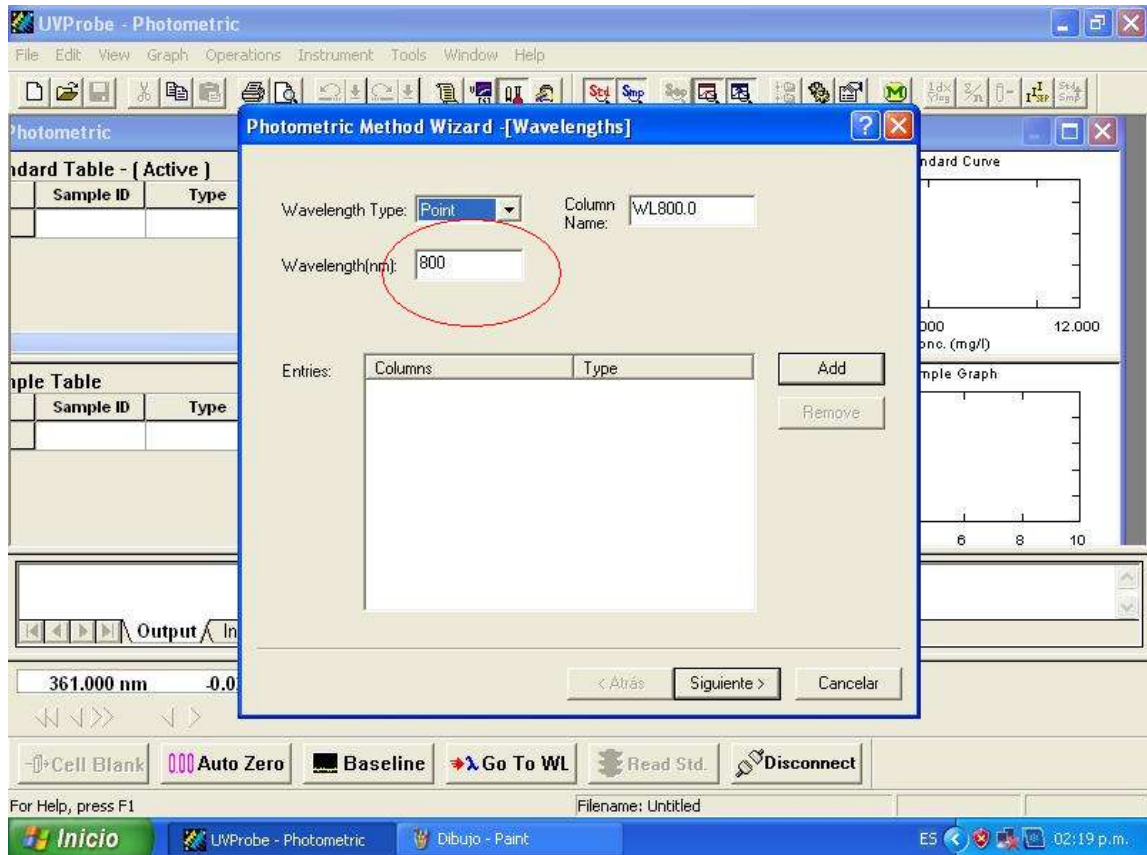 UVProbe - Photometric
File Edit View Graph Operations Instrument Tools Window Help
Std Smp
Photometric
ndard Table - ( Active )
Sample ID Type
ple Table
Sample ID Type
Photometric Method Wizard -[Wavelengths]
Wavelength Type: Point
Column
Name: WL800.0
Wavelength(nm): 800
Entries: Columns Type
Add
Remove
< Atrás Siguiente > Cancelar
ndard Curve
12.000
onc. (mg/l)
mple Graph
6 8 10
Output In
361.000 nm -0.0
Cell Blank Auto Zero Baseline Go To WL Read Std. Disconnect
For Help, press F1 Filename: Untitled
Inicio UVProbe - Photometric Dibujo - Paint ES 02:19 p.m.